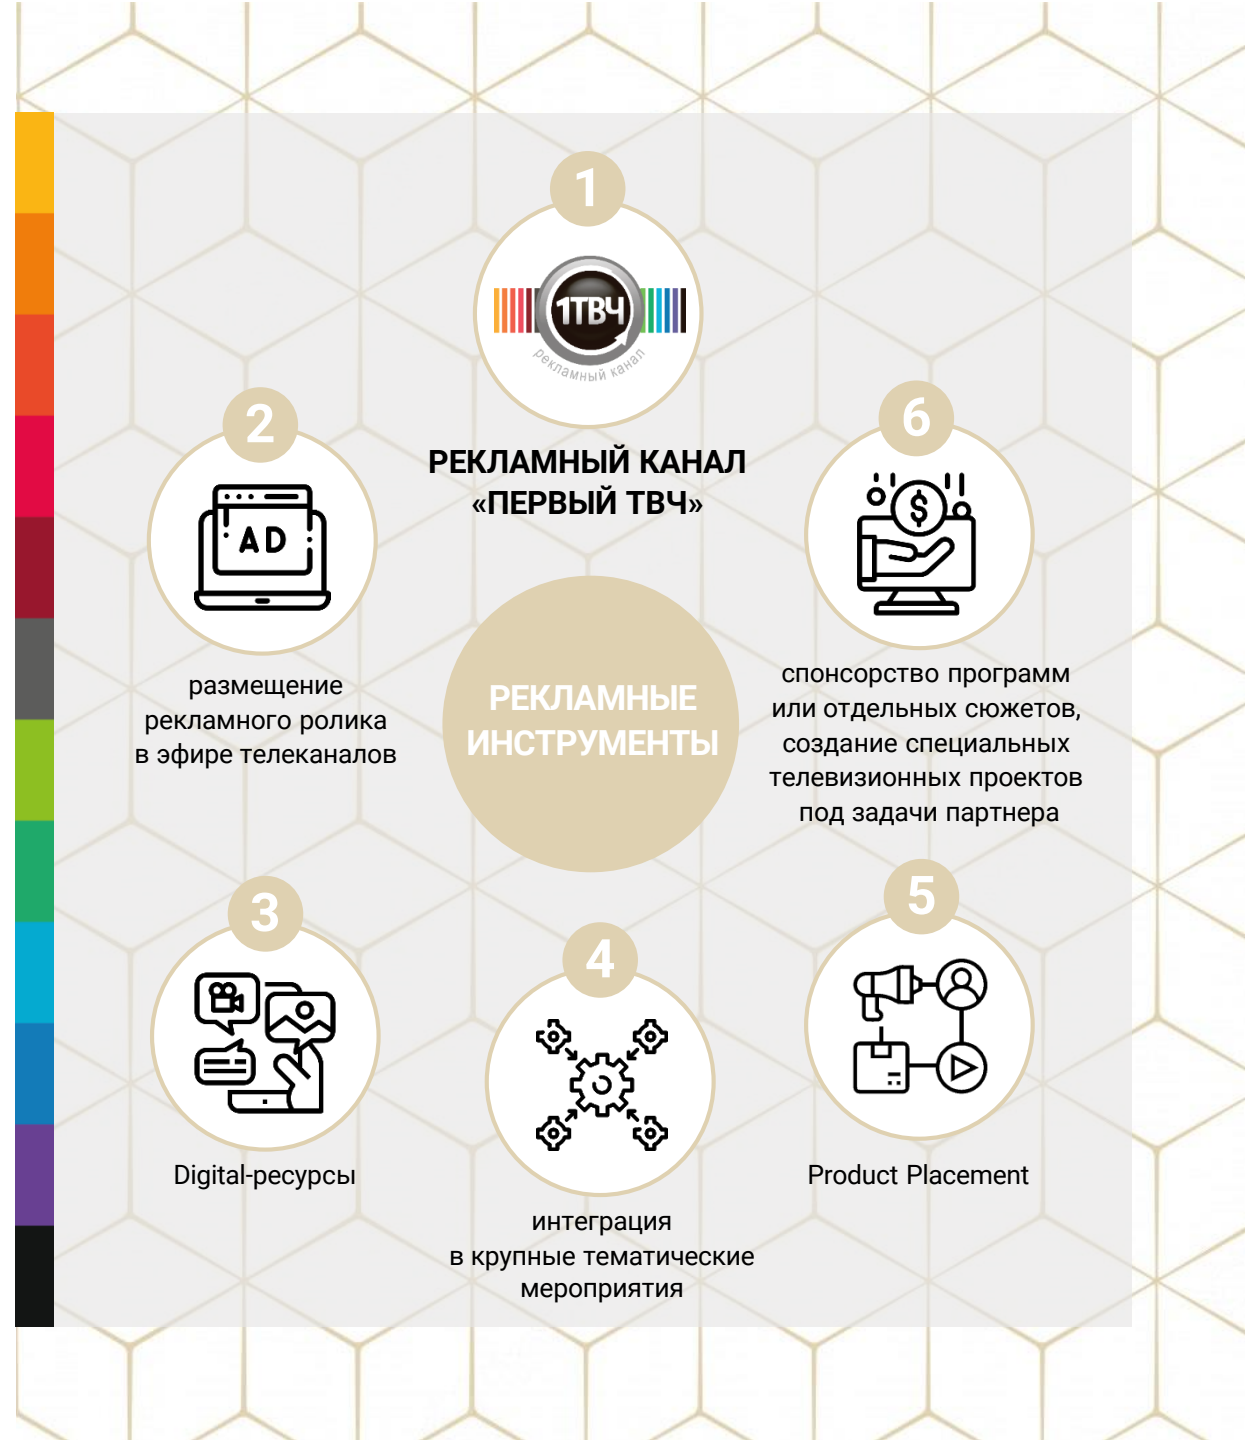 1
1ТВЧ
рекламный канал
РЕКЛАМНЫЙ КАНАЛ
«ПЕРВЫЙ ТВЧ»
2
AD
размещение
рекламного ролика
в эфире телеканалов
6
$
спонсорство программ
или отдельных сюжетов,
создание специальных
телевизионных проектов
под задачи партнера
РЕКЛАМНЫЕ
ИНСТРУМЕНТЫ
3
Digital-ресурсы
4
интеграция
в крупные тематические
мероприятия
5
Product Placement